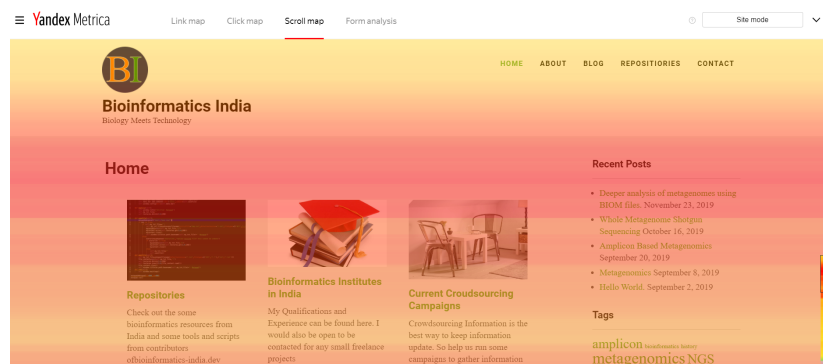 Yandex Metrica
Link map
Click map
Scroll map
Form analysis
Site mode
BI
HOME
ABOUT
BLOG
REPOSITIORIES
CONTACT
Bioinformatics India
Biology Meets Technology
Home
Repositories
Check out the some
bioinformatics resources from
India and some tools and scripts
from contributors
ofbioinformatics-india.dev
Bioinformatics Institutes
in India
My Qualifications and
Experience can be found here. I
would also be open to be
contacted for any small freelance
projects
Current Croudsourcing
Campaigns
Crowdsourcing Information is the
best way to keep information
update. So help us run some
campaigns to gather information
Recent Posts
Deeper analysis of metagenomes using
BIOM files. November 23, 2019
Whole Metagenome Shotgun
Sequencing October 16, 2019
Amplicon Based Metagenomics
September 20, 2019
Metagenomics September 8, 2019
Hello World. September 2, 2019
Tags
amplicon bioinformatics history
metagenomics NGS